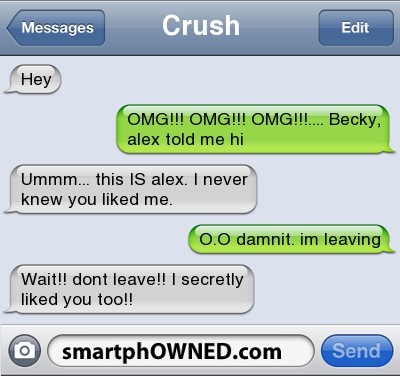 Messages
Crush
Edit
Hey
OMG!!! OMG!!! OMG!!!.... Becky,
alex told me hi
Ummm... this IS alex. I never
knew you liked me.
O.O damnit. im leaving
Wait!! dont leave!! I secretly
liked you too!!
smartphOWNED.com
Send